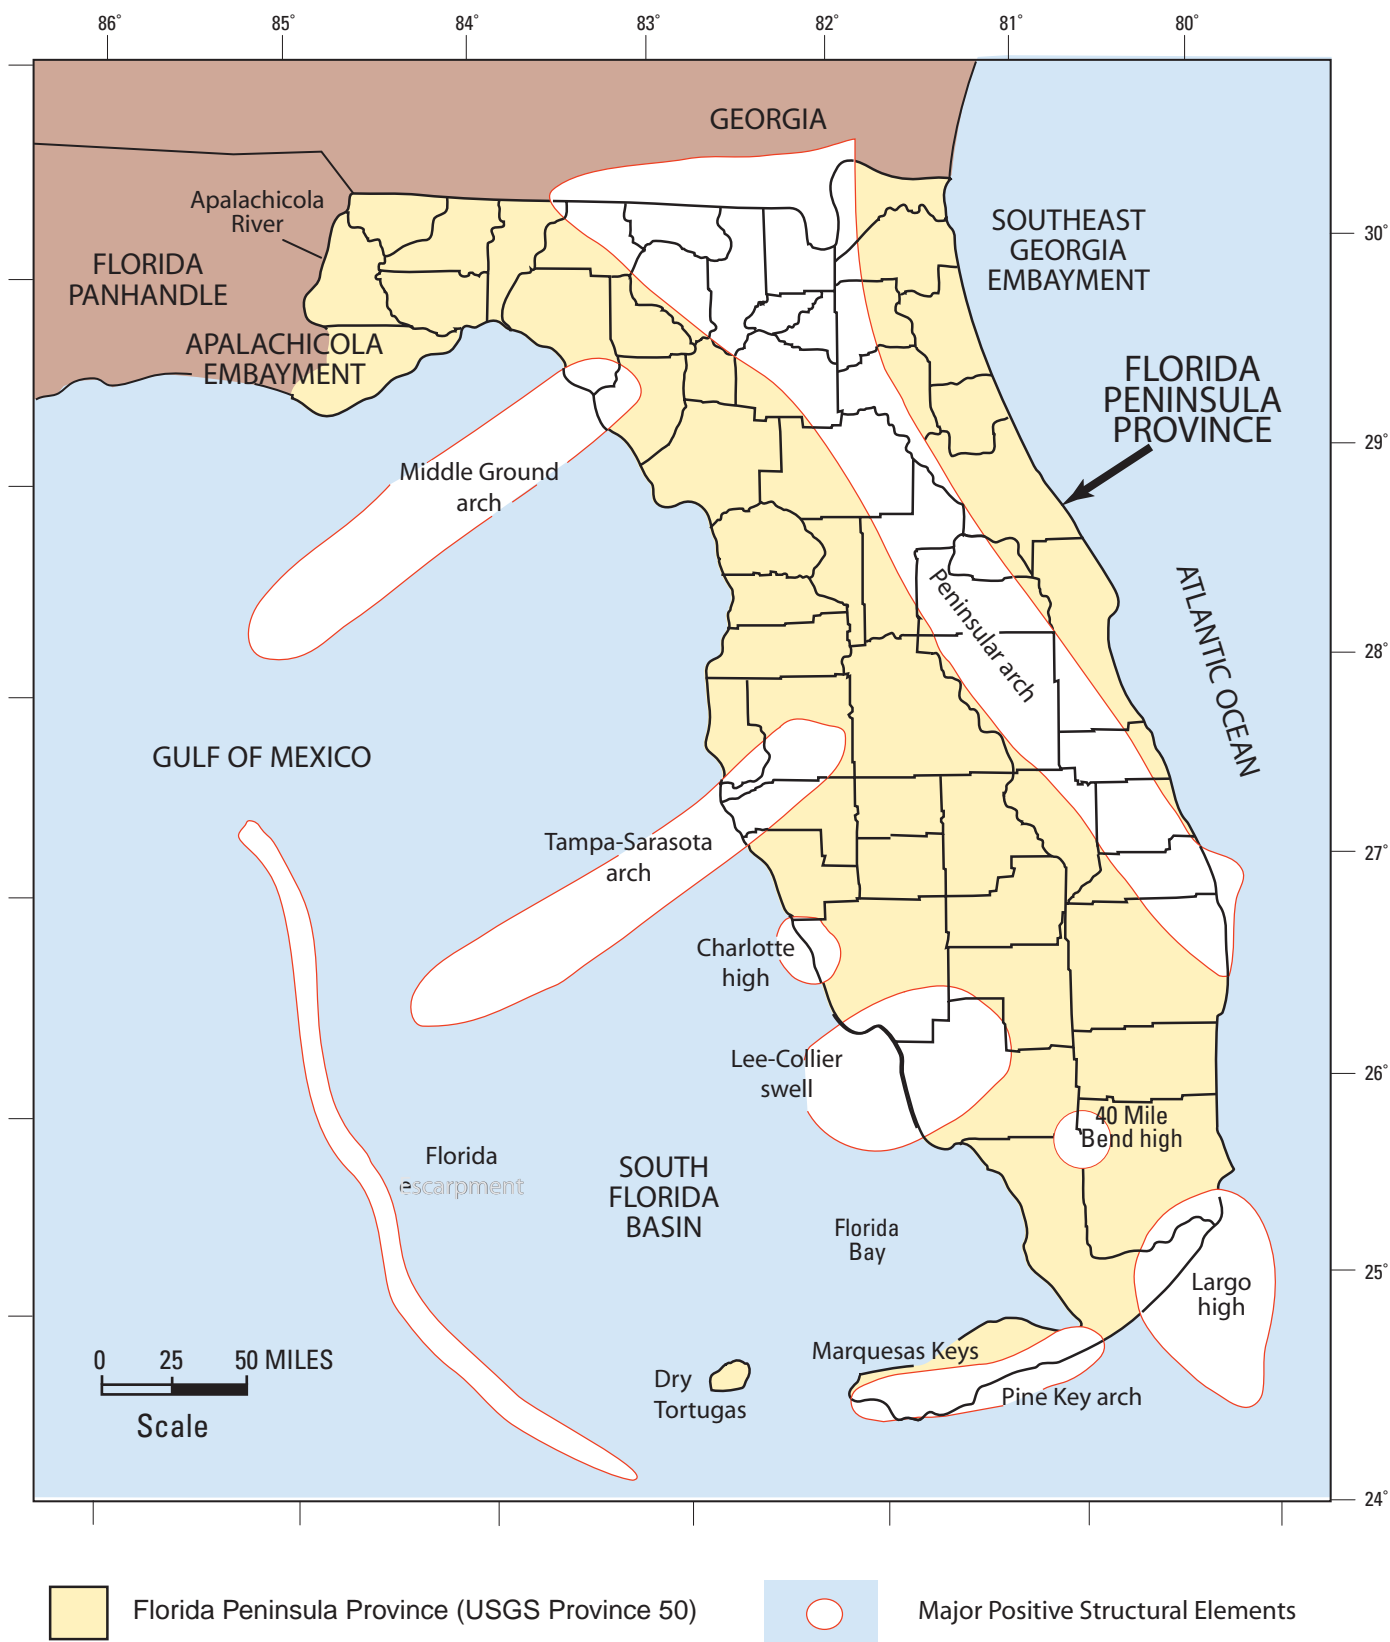 86°
85°
84°
83°
82°
81°
80°
GEORGIA
Apalachicola
River
FLORIDA
PANHANDLE
SOUTHEAST
GEORGIA
EMBAYMENT
30°
APALACHICOLA
EMBAYMENT
FLORIDA
PENINSULA
PROVINCE
29°
Middle Ground
arch
Peninsular arch
ATLANTIC OCEAN
28°
GULF OF MEXICO
Tampa-Sarasota
arch
27°
Charlotte
high
Lee-Collier
swell
26°
40 Mile
Bend high
Florida
escarpment
SOUTH
FLORIDA
BASIN
Florida
Bay
25°
Largo
high
Marquesas Keys
Dry
Tortugas
Pine Key arch
0 25 50 MILES
Scale
24°
Florida Peninsula Province (USGS Province 50)
Major Positive Structural Elements